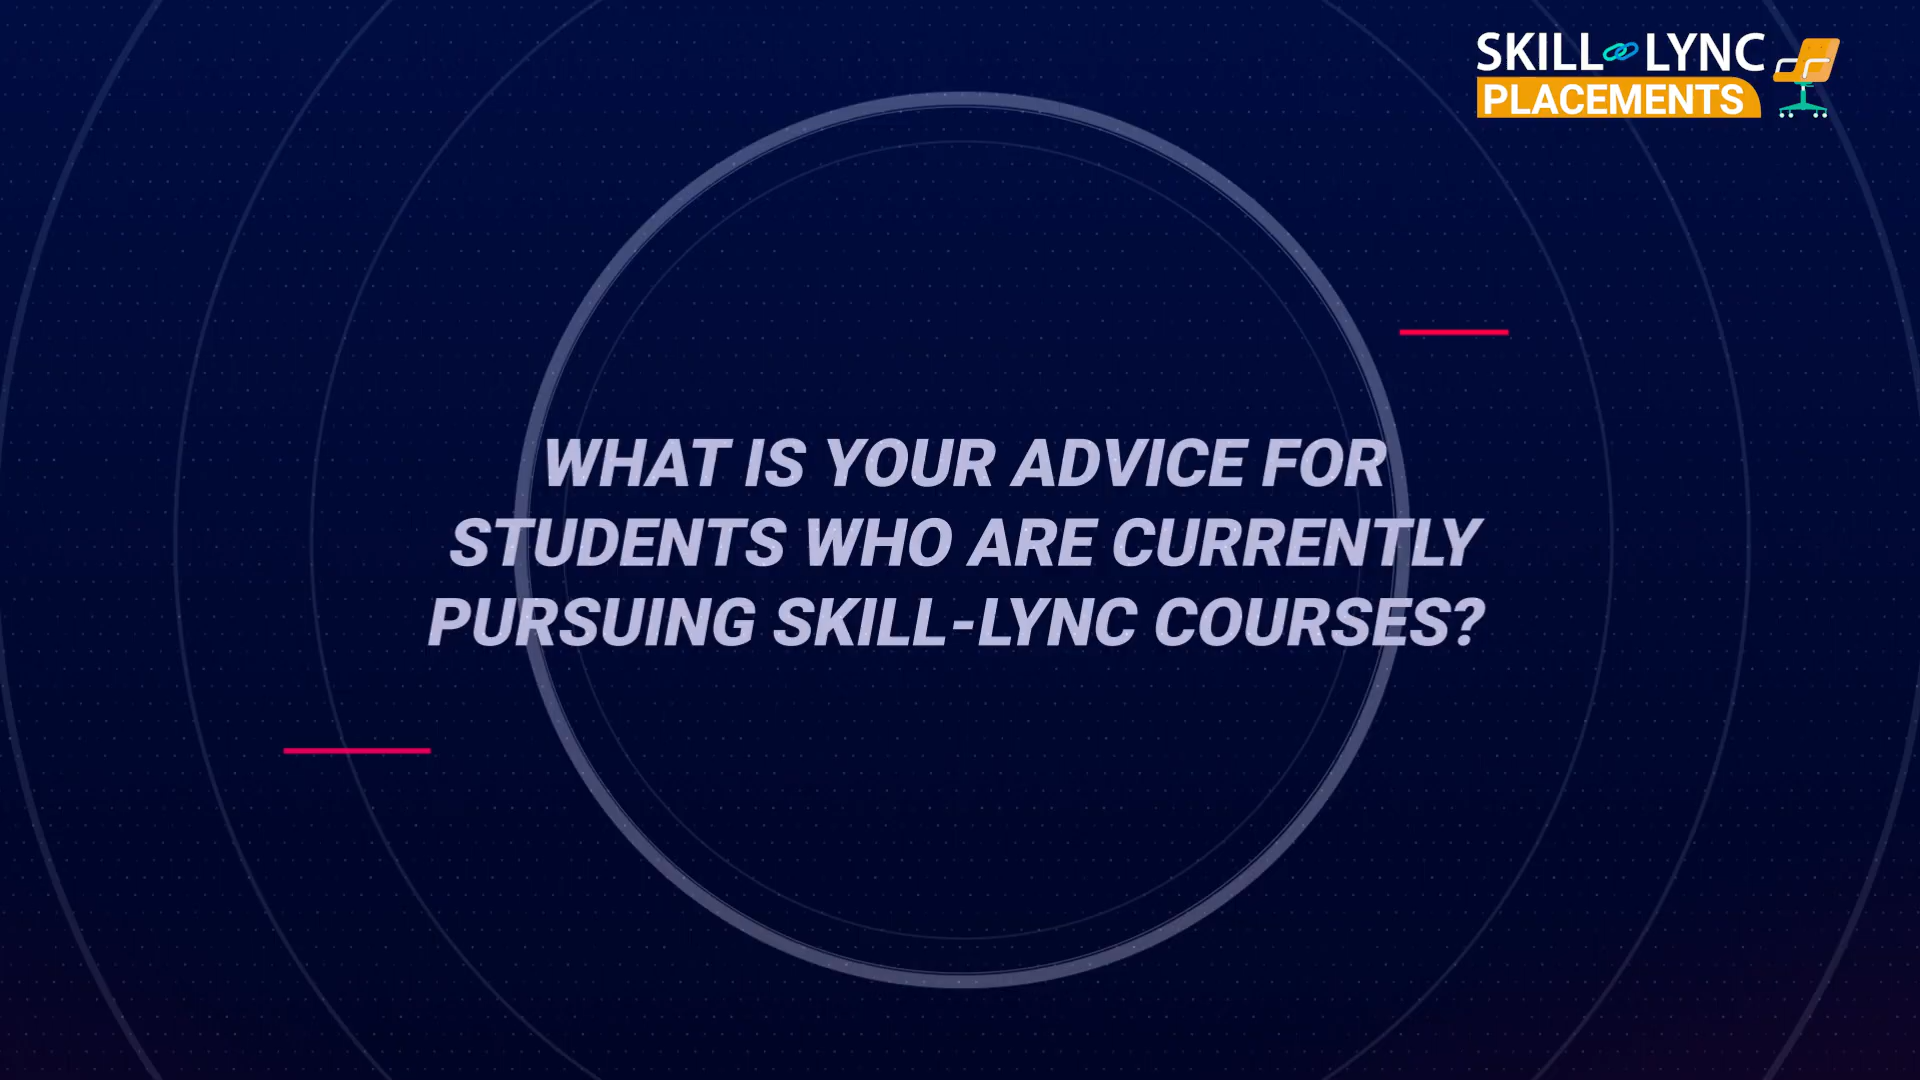 SKILL LYNC
PLACEMENTS
WHAT IS YOUR ADVICE FOR
STUDENTS WHO ARE CURRENTLY
PURSUING SKILL-LYNC COURSES?